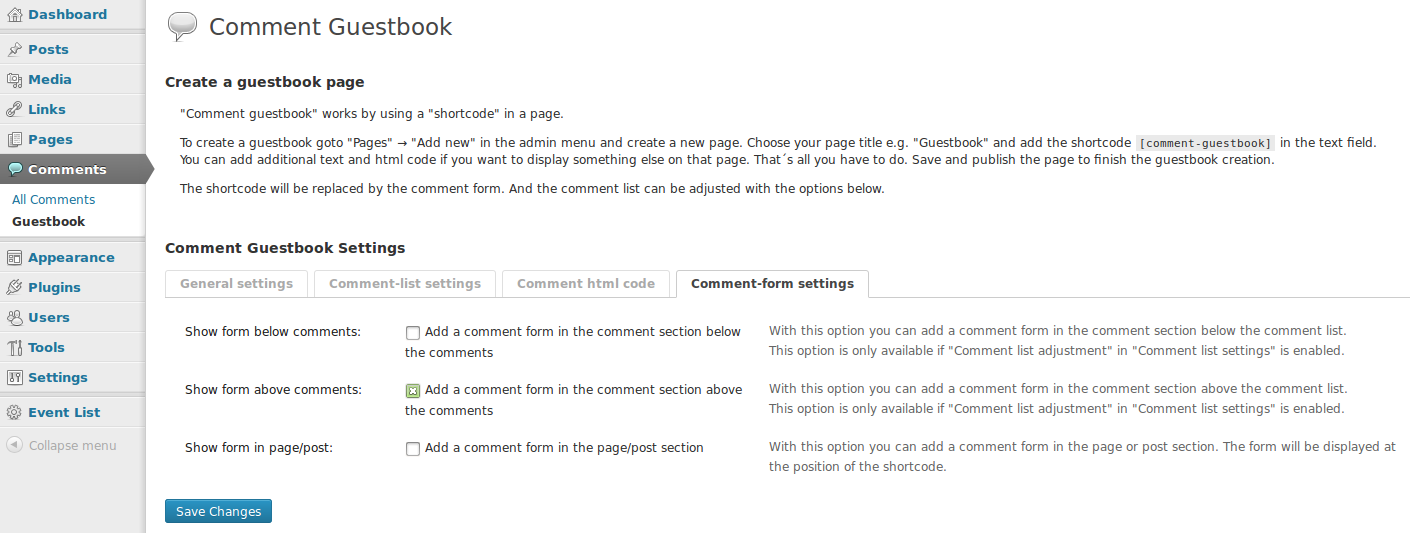 Dashboard
Posts
Media
Links
Pages
Comments
All Comments
Guestbook
Appearance
Plugins
Users
Tools
Settings
Event List
Collapse menu
Comment Guestbook
Create a guestbook page
"Comment guestbook" works by using a "shortcode" in a page.
To create a guestbook goto "Pages" → "Add new" in the admin menu and create a new page. Choose your page title e.g. "Guestbook" and add the shortcode [comment-guestbook] in the text field.
You can add additional text and html code if you want to display something else on that page. That´s all you have to do. Save and publish the page to finish the guestbook creation.
The shortcode will be replaced by the comment form. And the comment list can be adjusted with the options below.
Comment Guestbook Settings
General settings Comment-list settings Comment html code Comment-form settings
Show form below comments: Add a comment form in the comment section below With this option you can add a comment form in the comment section below the comment list.
the comments This option is only available if "Comment list adjustment" in "Comment list settings" is enabled.
Show form above comments: Add a comment form in the comment section above With this option you can add a comment form in the comment section above the comment list.
the comments This option is only available if "Comment list adjustment" in "Comment list settings" is enabled.
Show form in page/post: Add a comment form in the page/post section With this option you can add a comment form in the page or post section. The form will be displayed at
the position of the shortcode.
Save Changes